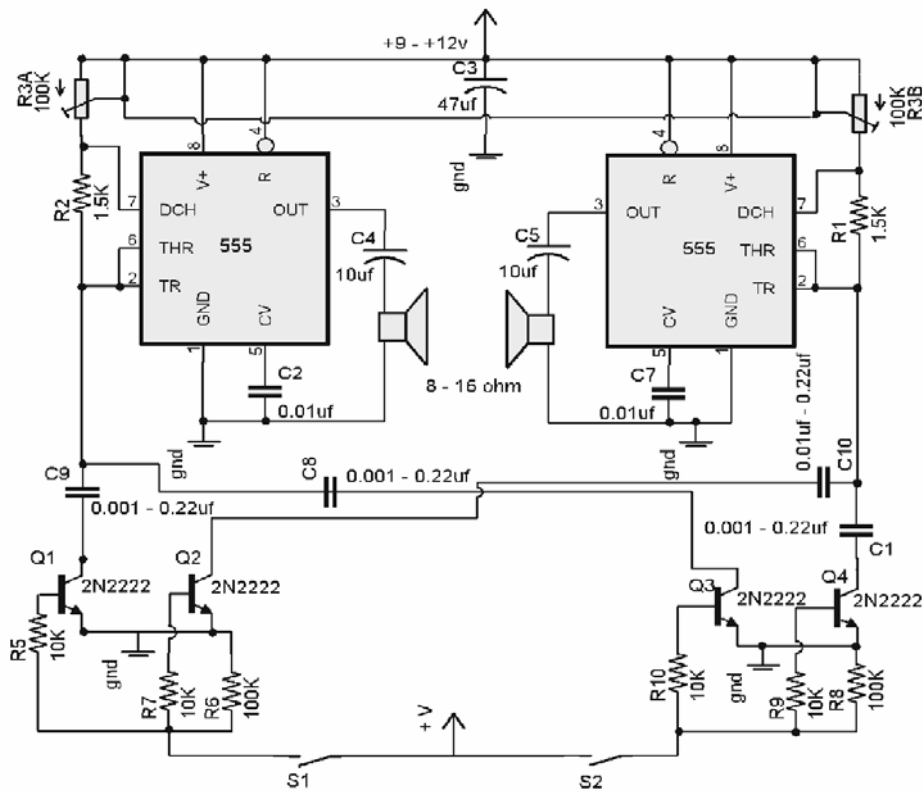 +9 - +12v
R3A
100K
C3
47uf
gnd
100K
R3B
8
4
V+
R
7
DCH
OUT
3
6
THR
555
2
TR
GND
CV
1
5
R2
1.5K
C4
10uf
C2
0.01uf
gnd
8 - 16 ohm
4
8
R
V+
3
OUT
DCH
7
555
THR
6
TR
2
CV
GND
5
1
R1
1.5K
C5
10uf
C7
0.01uf
gnd
0.01uf - 0.22uf
C10
C9
0.001 - 0.22uf
C8
0.001 - 0.22uf
0.001 - 0.22uf
C1
Q1
2N2222
Q2
2N2222
Q3
2N2222
Q4
2N2222
R5
10K
gnd
R7
10K
R6
100K
R10
10K
gnd
R9
10K
R8
100K
+ V
S1
S2